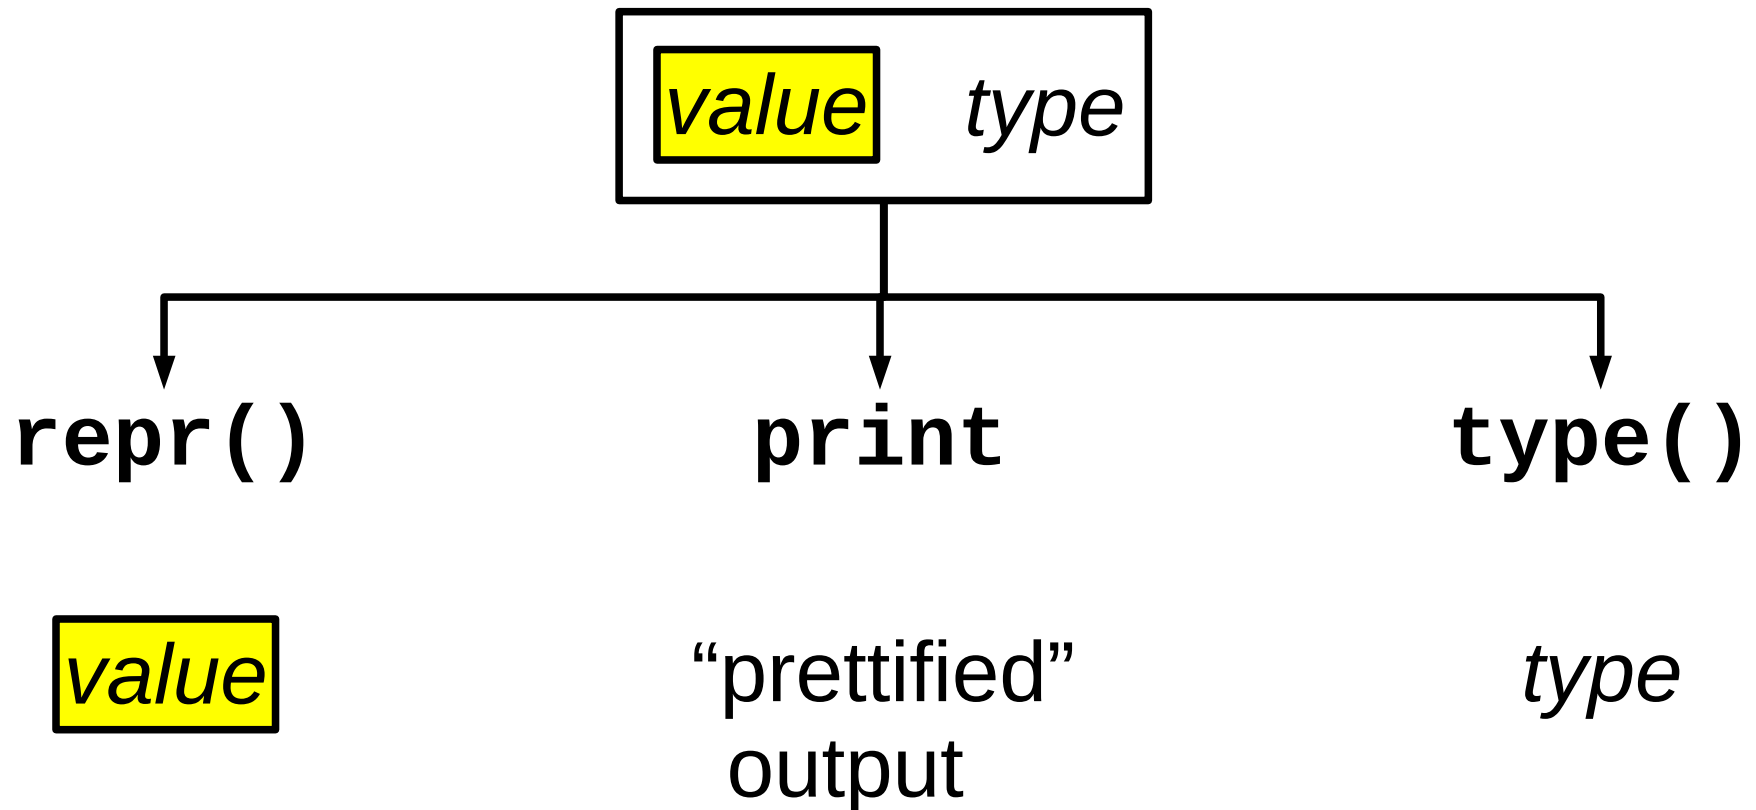 value type
repr() print type()
value “prettified” type
output